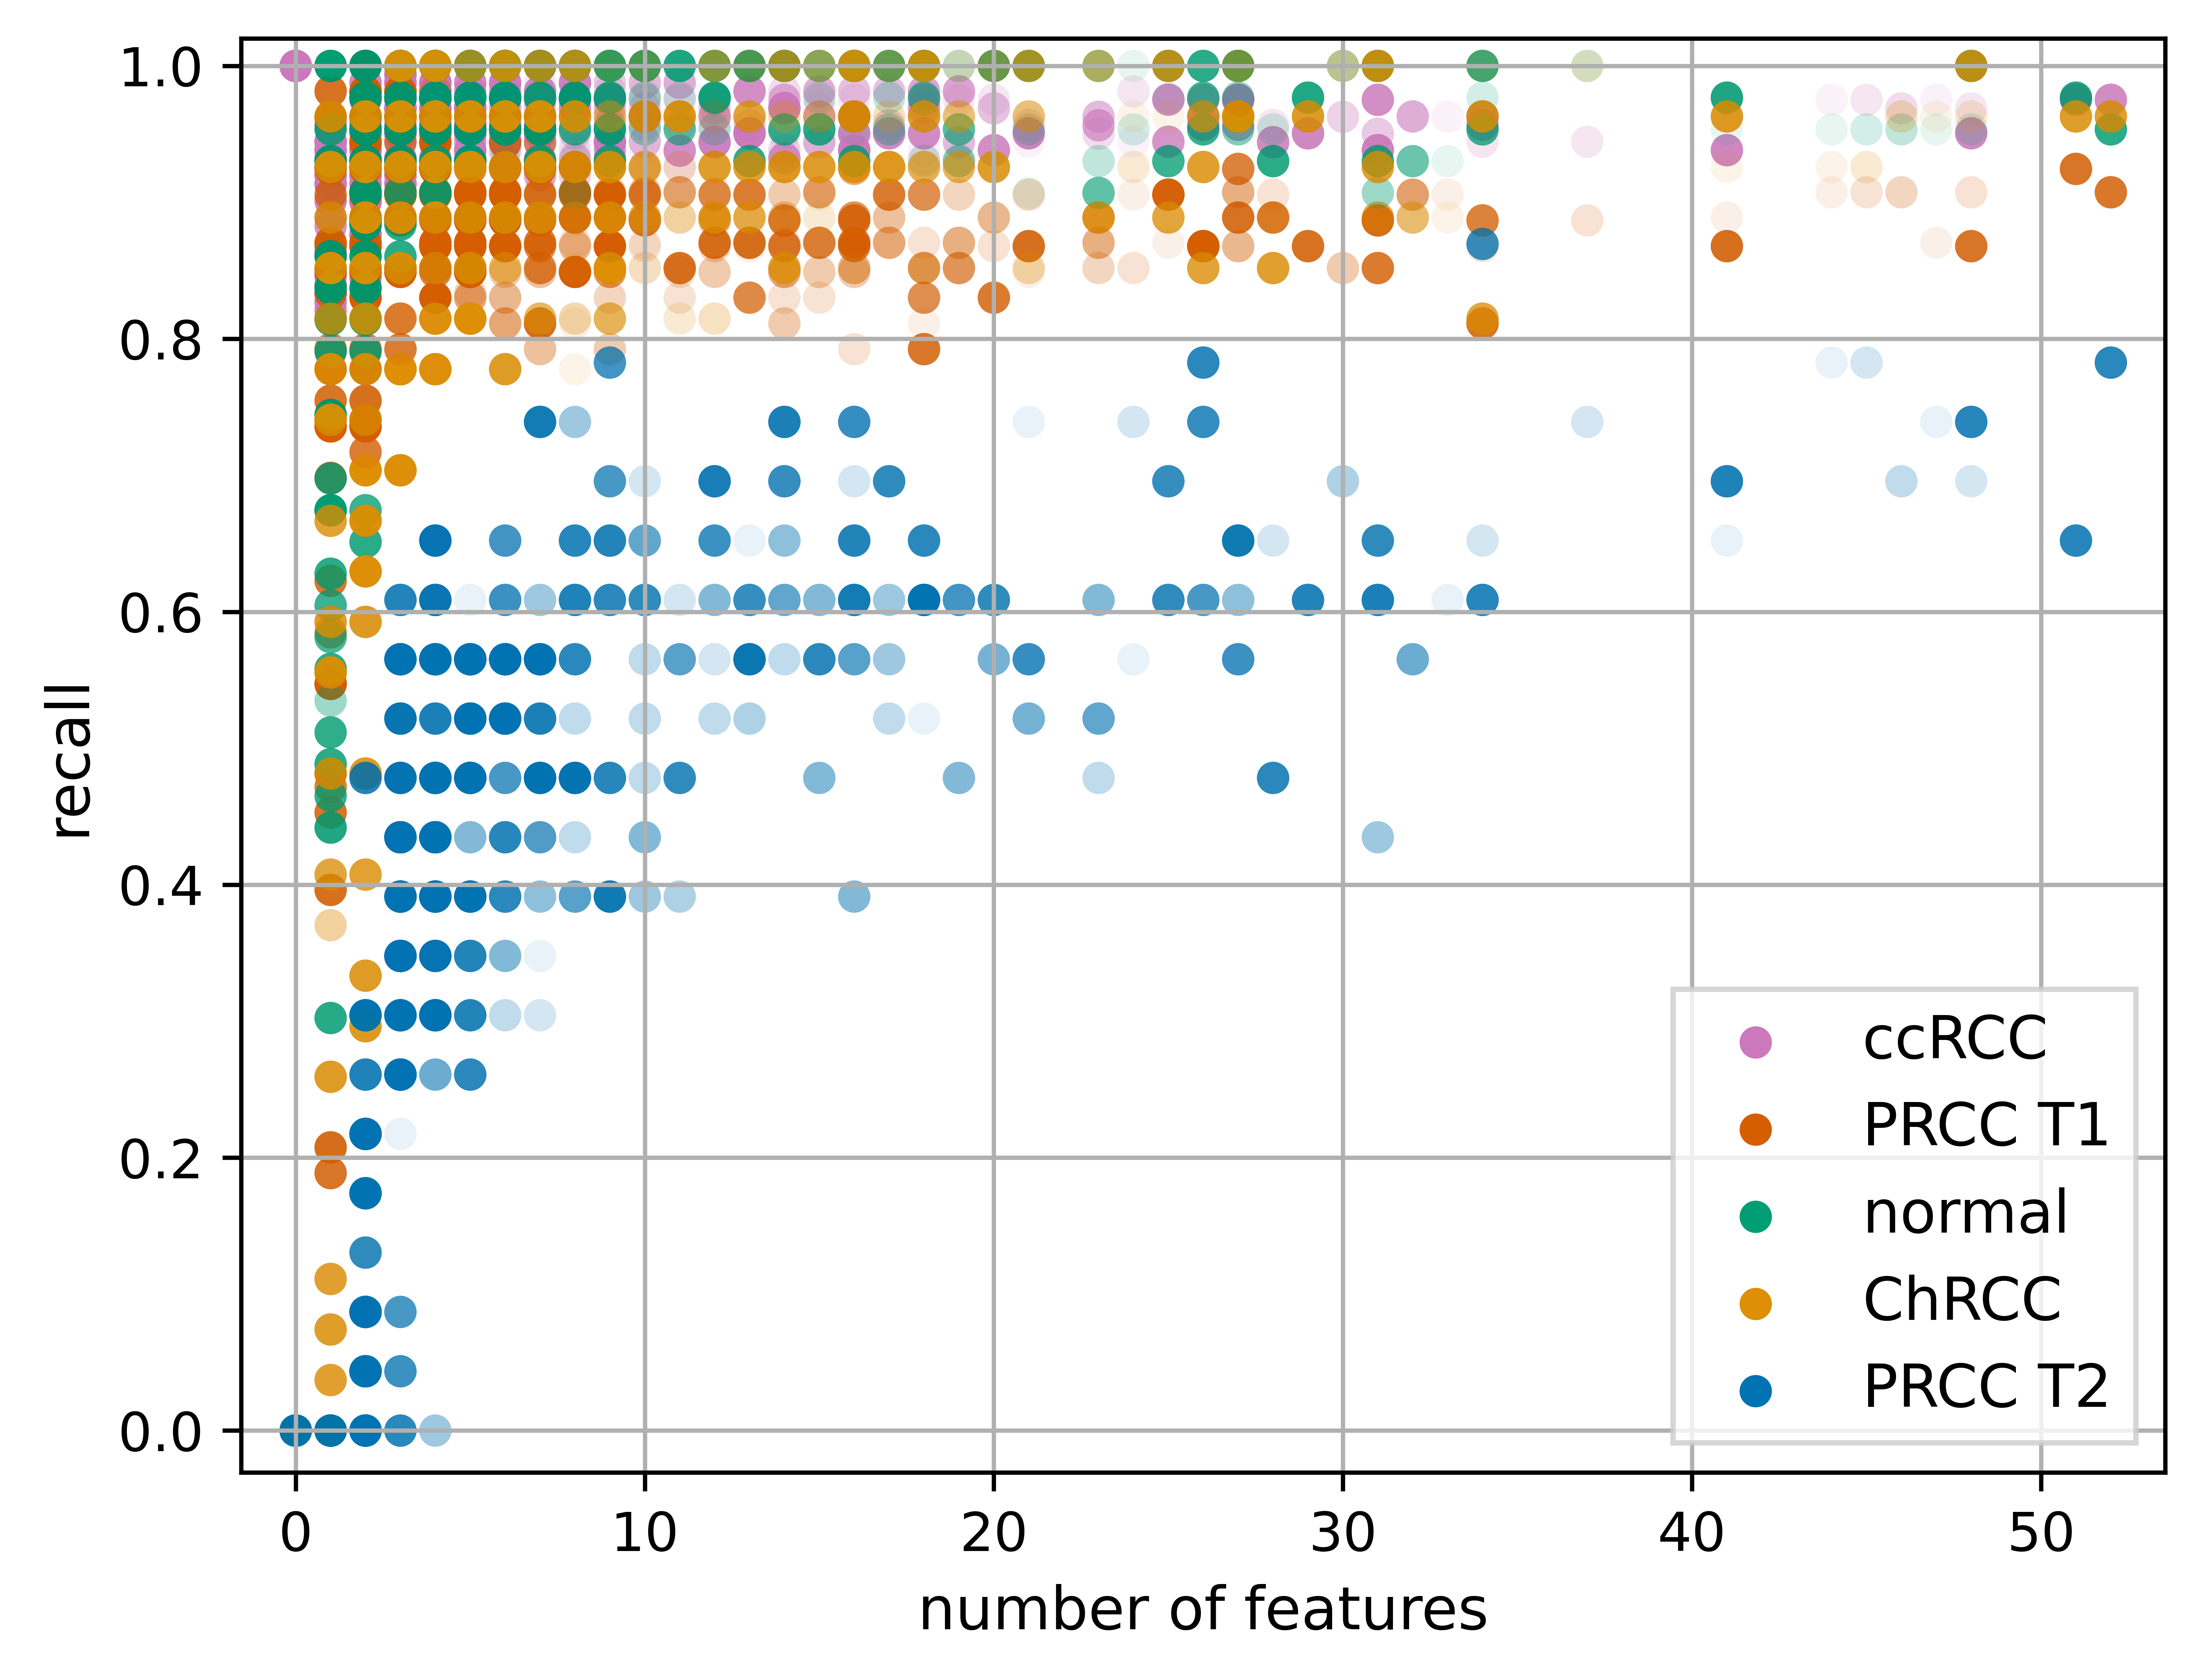 1.0
0.8
0.6
0.4
0.2
0.0
recall
0 10 20 30 40 50
number of features
ccRCC
PRCC T1
normal
ChRCC
PRCC T2